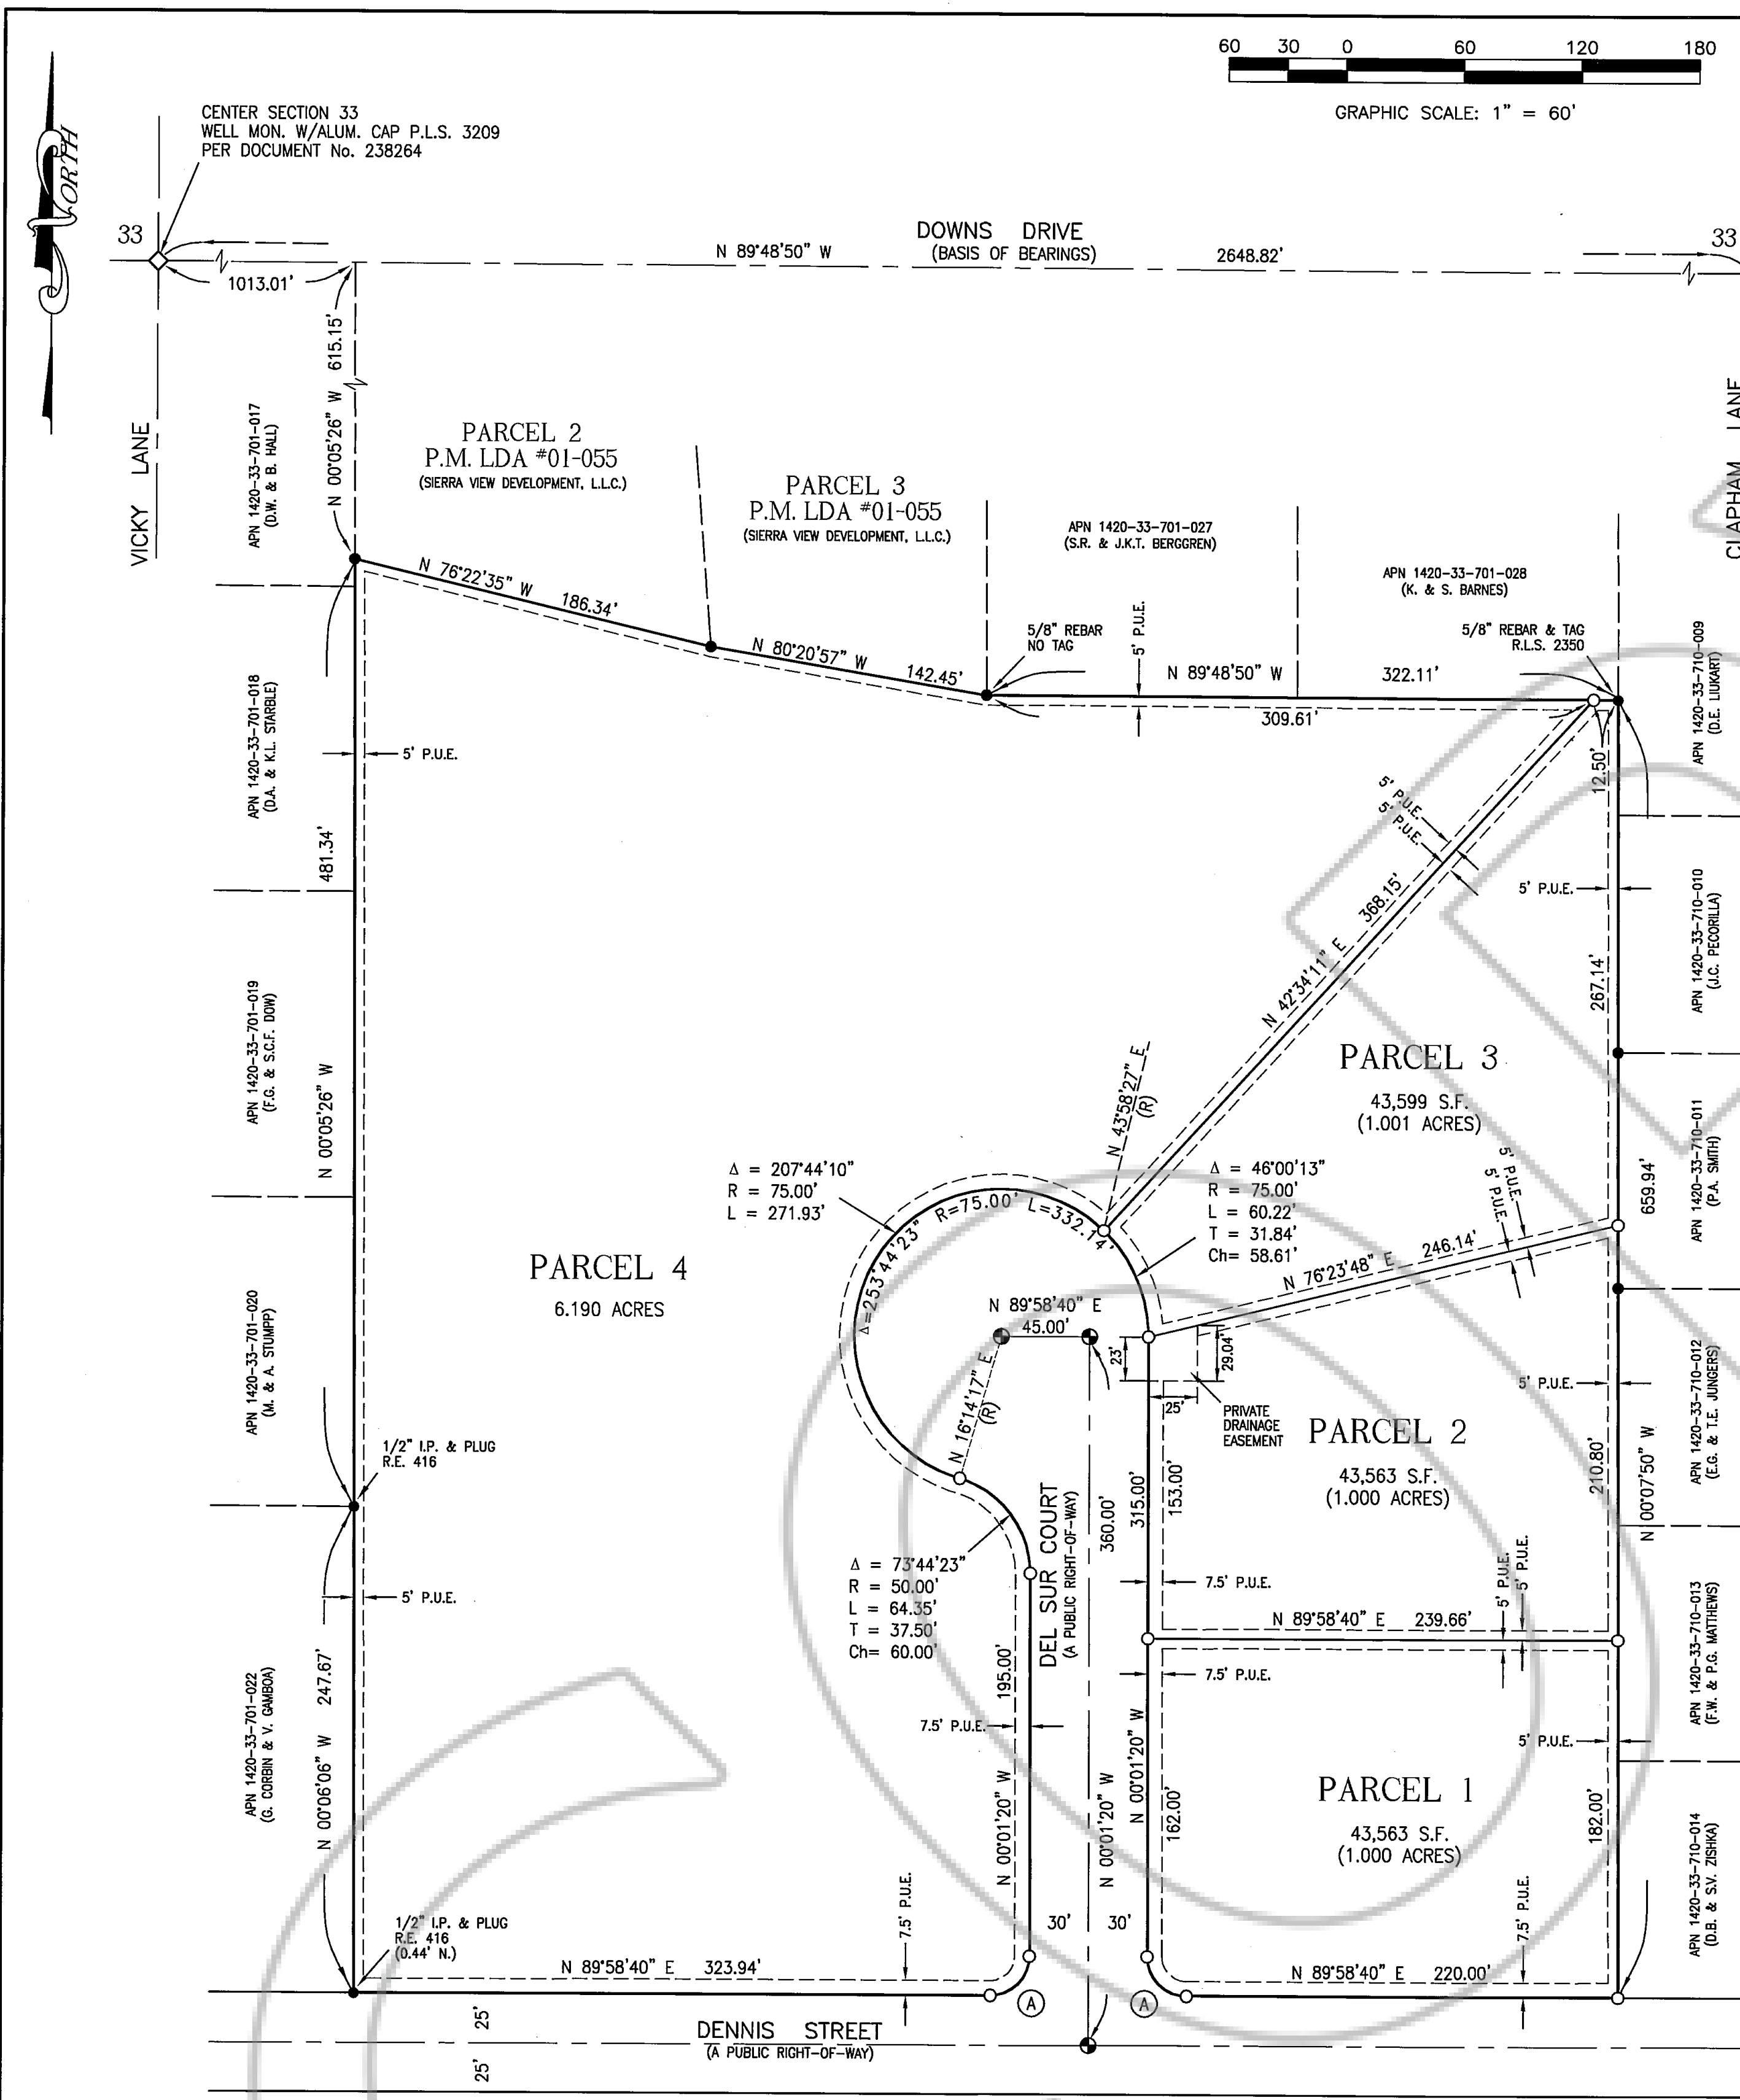 60 30 0 60 120 180
GRAPHIC SCALE: 1" = 60'
NORTH
CENTER SECTION 33
WELL MON. W/ALUM. CAP P.L.S. 3209
PER DOCUMENT No. 238264
33
33
DOWNS DRIVE
(BASIS OF BEARINGS)
N 89°48'50" W
2648.82'
1013.01'
N 00°05'26" W 615.15'
VICKY LANE
CLAPHAM LANE
APN 1420-33-701-017
(D.W. & B. HALL)
PARCEL 2
P.M. LDA #01-055
(SIERRA VIEW DEVELOPMENT, L.L.C.)
PARCEL 3
P.M. LDA #01-055
(SIERRA VIEW DEVELOPMENT, L.L.C.)
APN 1420-33-701-027
(S.R. & J.K.T. BERGGREN)
APN 1420-33-701-028
(K. & S. BARNES)
N 76°22'35" W 186.34'
N 80°20'57" W 142.45'
5/8" REBAR
NO TAG
5' P.U.E.
N 89°48'50" W 322.11'
309.61'
5/8" REBAR & TAG
R.L.S. 2350
12.50'
APN 1420-33-710-009
(D.E. LIUKART)
APN 1420-33-701-018
(D.A. & K.L. STARBLE)
5' P.U.E.
481.34'
5' P.U.E.
5' P.U.E.
5' P.U.E.
APN 1420-33-710-010
(J.C. PECORILLA)
N 42°34'11" E 368.15'
267.14'
APN 1420-33-701-019
(F.G. & S.C.F. DOW)
N 00°05'26" W
PARCEL 3
43,599 S.F.
(1.001 ACRES)
N 43°58'27" E
(R)
APN 1420-33-710-011
(P.A. SMITH)
659.94'
5' P.U.E.
5' P.U.E.
Δ = 207°44'10"
R = 75.00'
L = 271.93'
Δ=253°44'23" R=75.00' L=332.14'
Δ = 46°00'13"
R = 75.00'
L = 60.22'
T = 31.84'
Ch= 58.61'
N 76°23'48" E 246.14'
PARCEL 4
6.190 ACRES
N 89°58'40" E
45.00'
23'
29.04'
25'
PRIVATE
DRAINAGE
EASEMENT
APN 1420-33-701-020
(M. & A. STUMPP)
N 16°14'17" E
(R)
5' P.U.E.
APN 1420-33-710-012
(E.G. & T.E. JUNGERS)
PARCEL 2
43,563 S.F.
(1.000 ACRES)
1/2" I.P. & PLUG
R.E. 416
210.80'
N 00°07'50" W
DEL SUR COURT
(A PUBLIC RIGHT-OF-WAY)
360.00'
315.00'
153.00'
Δ = 73°44'23"
R = 50.00'
L = 64.35'
T = 37.50'
Ch= 60.00'
5' P.U.E.
7.5' P.U.E.
5' P.U.E.
5' P.U.E.
N 89°58'40" E 239.66'
APN 1420-33-710-013
(F.W. & P.G. MATTHEWS)
APN 1420-33-701-022
(G. CORBIN & V. GAMBOA)
N 00°06'06" W 247.67'
195.00'
7.5' P.U.E.
7.5' P.U.E.
5' P.U.E.
N 00°01'20" W
N 00°01'20" W
N 00°01'20" W
162.00'
PARCEL 1
43,563 S.F.
(1.000 ACRES)
182.00'
APN 1420-33-710-014
(D.B. & S.V. ZISHKA)
1/2" I.P. & PLUG
R.E. 416
(0.44' N.)
7.5' P.U.E.
30' 30'
7.5' P.U.E.
N 89°58'40" E 323.94'
N 89°58'40" E 220.00'
A
A
25'
DENNIS STREET
(A PUBLIC RIGHT-OF-WAY)
25'